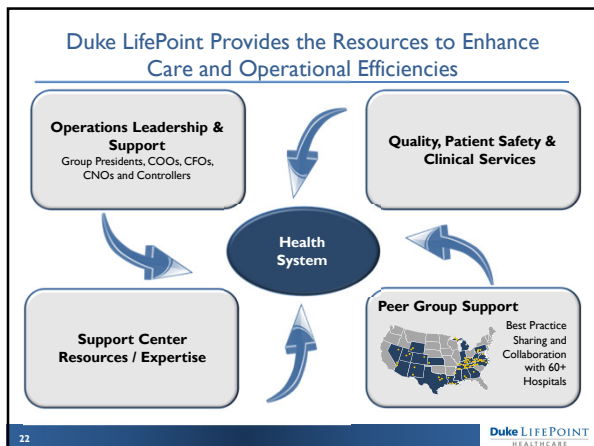 Duke LifePoint Provides the Resources to Enhance
Care and Operational Efficiencies
Operations Leadership &
Support
Group Presidents, COOs, CFOs,
CNOs and Controllers
Quality, Patient Safety &
Clinical Services
Health
System
Support Center
Resources / Expertise
Peer Group Support
Best Practice
Sharing and
Collaboration
with 60+
Hospitals
22
Duke LIFEPOINT
HEALTHCARE